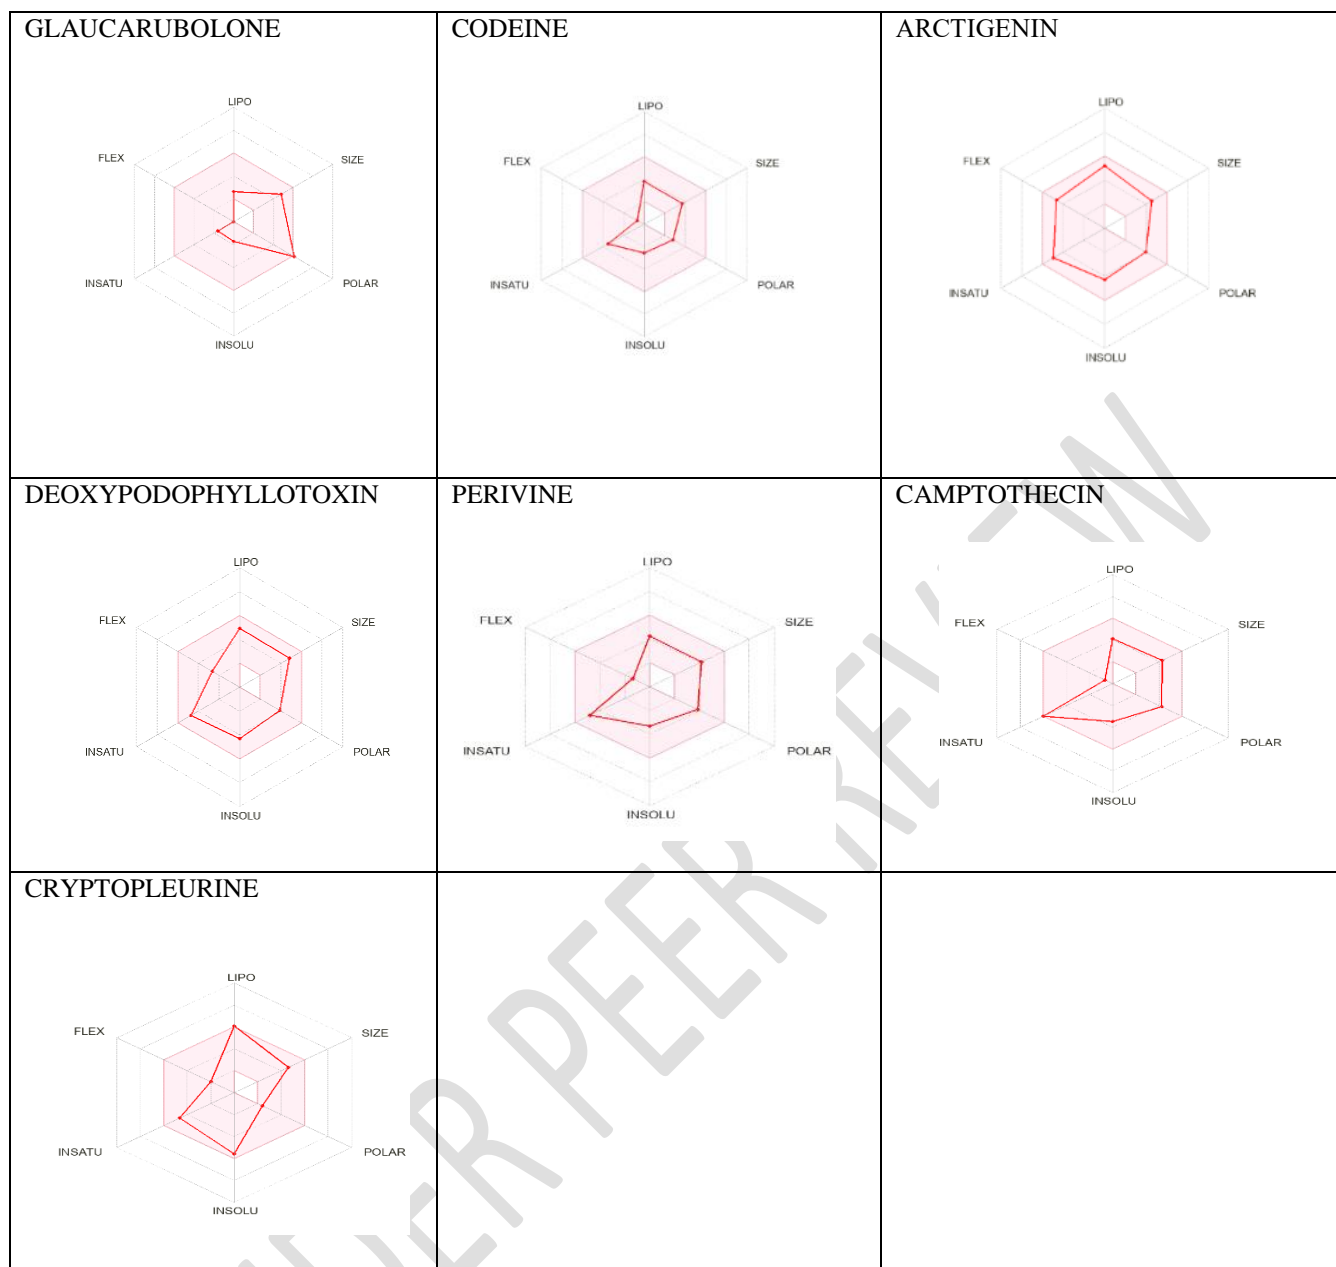 GLAUCARUBOLONE
LIPO
FLEX
SIZE
INSATU
POLAR
INSOLU
CODEINE
LIPO
FLEX
SIZE
INSATU
POLAR
INSOLU
ARCTIGENIN
LIPO
FLEX
SIZE
INSATU
POLAR
INSOLU
DEOXYPODOPHYLLOTOXIN
LIPO
FLEX
SIZE
INSATU
POLAR
INSOLU
PERIVINE
LIPO
FLEX
SIZE
INSATU
POLAR
INSOLU
CAMPTOTHECIN
LIPO
FLEX
SIZE
INSATU
POLAR
INSOLU
CRYPTOPLEURINE
LIPO
FLEX
SIZE
INSATU
POLAR
INSOLU
PEER